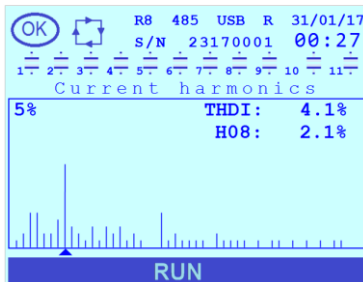 OK R8 485 USB R 31/01/17
S/N 23170001 00:27
1 2 3 4 5 6 7 8 9 10 11
Current harmonics
5% THDI: 4.1%
H08: 2.1%
RUN